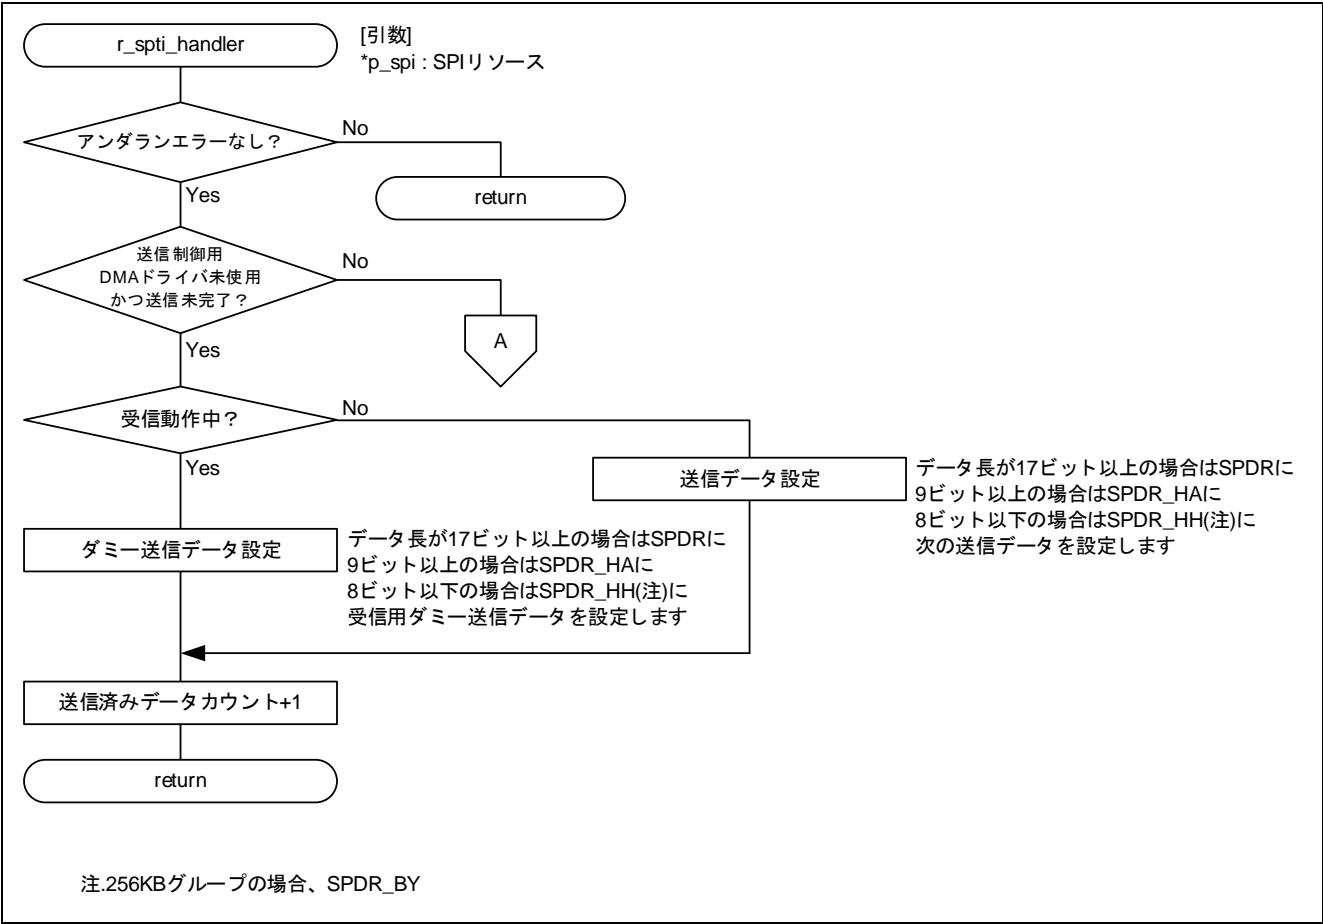 r_spti_handler
[引数]
*p_spi : SPIリソース
アンダランエラーなし？
No
return
Yes
送信制御用
DMAドライバ未使用
かつ送信未完了？
No
A
Yes
受信動作中？
No
Yes
送信データ設定
データ長が17ビット以上の場合はSPDRに
9ビット以上の場合はSPDR_HAに
8ビット以下の場合はSPDR_HH(注)に
次の送信データを設定します
ダミー送信データ設定
データ長が17ビット以上の場合はSPDRに
9ビット以上の場合はSPDR_HAに
8ビット以下の場合はSPDR_HH(注)に
受信用ダミー送信データを設定します
送信済みデータカウント+1
return
注.256KBグループの場合、SPDR_BY